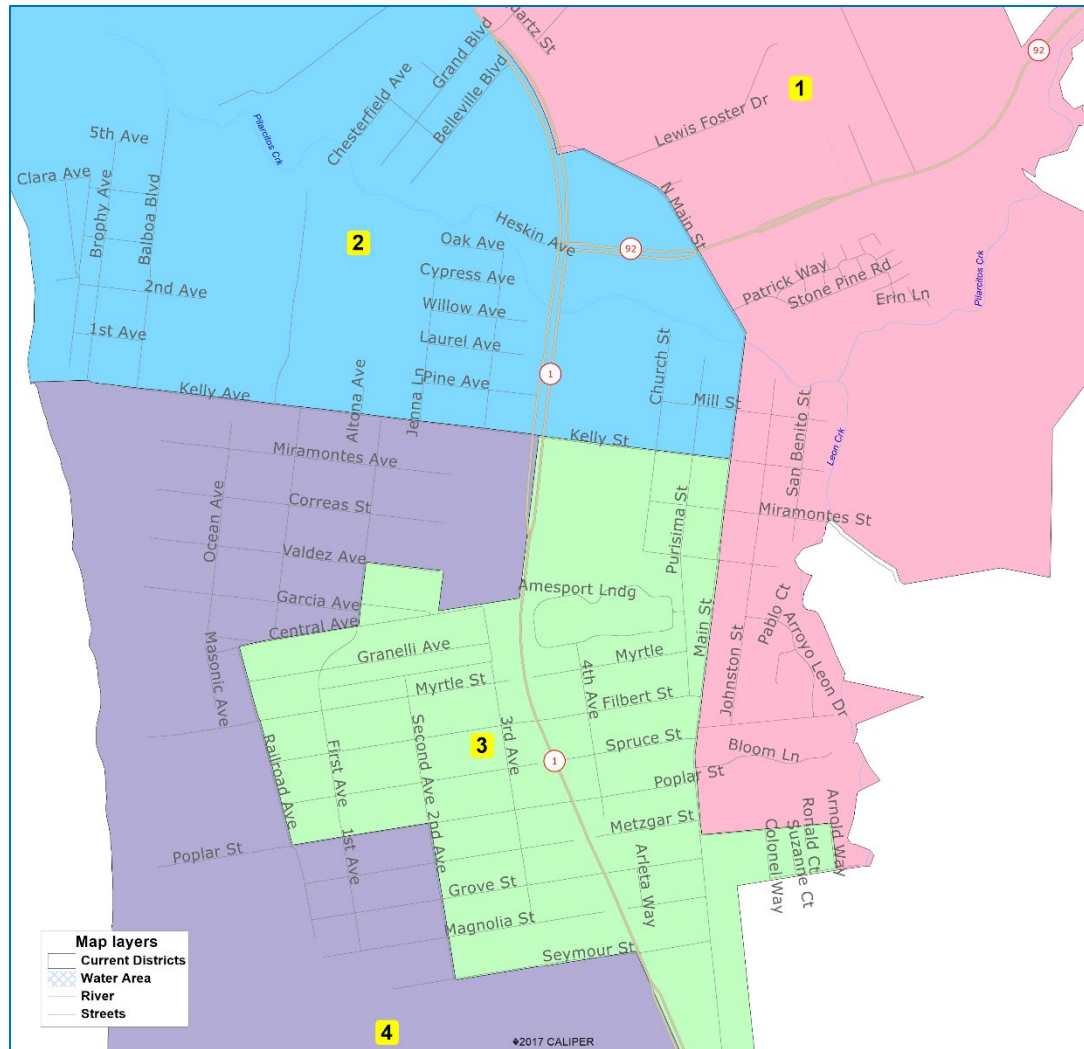 uartz St
Grand Blvd
Belleville Blvd
Chesterfield Ave
92
1
Lewis Foster Dr
Pilarcitos Crk
5th Ave
Clara Ave
Brophy Ave
Balboa Blvd
2nd Ave
1st Ave
2
Heskin Ave
Oak Ave
Cypress Ave
Willow Ave
Laurel Ave
Pine Ave
92
N Main St
Patrick Way
Stone Pine Rd
Erin Ln
Pilarcitos Crk
1
Church St
Mill St
San Benito St
Leon Crk
Kelly Ave
Altona Ave
Jenna Ln
Kelly St
Miramontes Ave
Correas St
Ocean Ave
Valdez Ave
Garcia Ave
Central Ave
Masonic Ave
Purisima St
Miramontes St
Amesport Lndg
Main St
Johnston St
Pablo Ct
Arroyo Leon Dr
Granelli Ave
Myrtle St
Myrtle
4th Ave
Filbert St
Spruce St
Bloom Ln
Poplar St
Metzgar St
3
3rd Ave
1
Railroad Ave
First Ave
1st Ave
Second Ave
2nd Ave
Poplar St
Grove St
Magnolia St
Seymour St
Arleta Way
Colonel Way
Suzanne Ct
Ronald Ct
Arnold Way
4
Map layers
Current Districts
Water Area
River
Streets
©2017 CALIPER